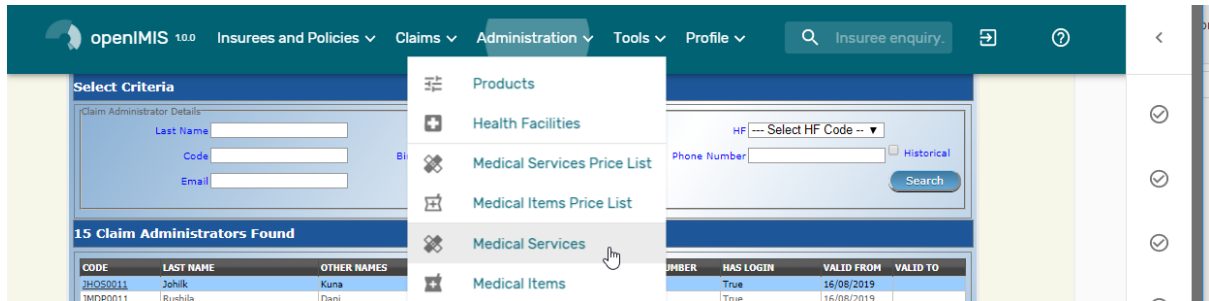 openIMIS 1.0.0 Insurees and Policies Claims Administration Tools Profile Insuree enquiry.
Select Criteria
Claim Administrator Details
Last Name
HF --- Select HF Code --
Code
Phone Number
Historical
Email
Search
Products
Health Facilities
Medical Services Price List
Medical Items Price List
Medical Services
Medical Items
15 Claim Administrators Found
CODE LAST NAME OTHER NAMES HAS LOGIN VALID FROM VALID TO
JHOS0011 Johilk Kuna True 16/08/2019
JMDP0011 Rushila Dani True 16/08/2019